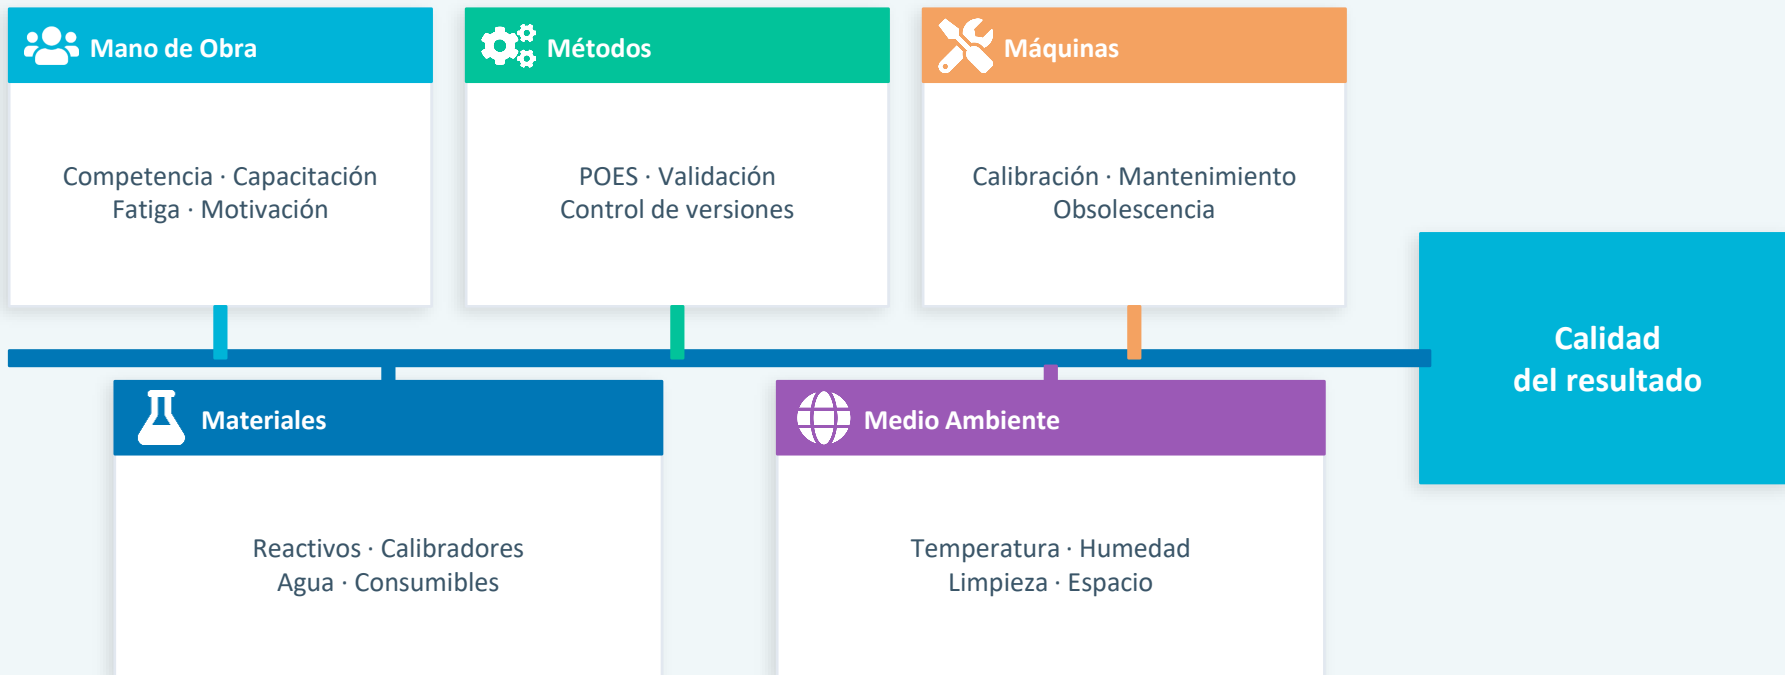 Mano de Obra
Competencia · Capacitación
Fatiga · Motivación
Métodos
POES · Validación
Control de versiones
Máquinas
Calibración · Mantenimiento
Obsolescencia
Calidad
del resultado
Materiales
Reactivos · Calibradores
Agua · Consumibles
Medio Ambiente
Temperatura · Humedad
Limpieza · Espacio